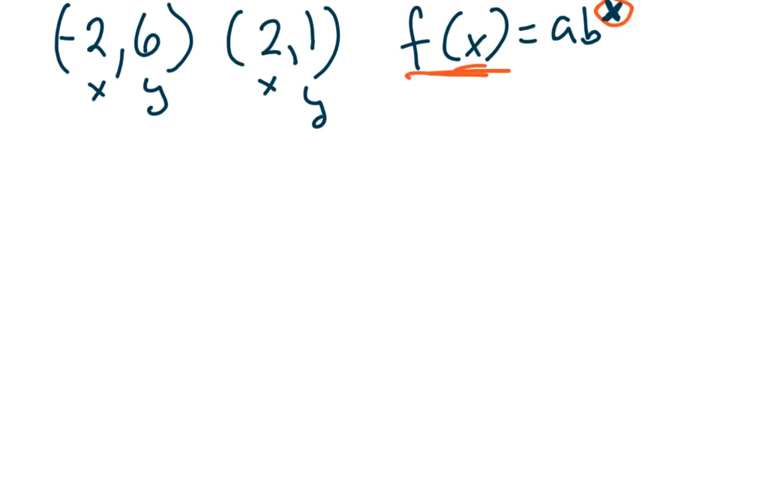 (-2,6) (2,1) f(x)=ab^x
x y x y